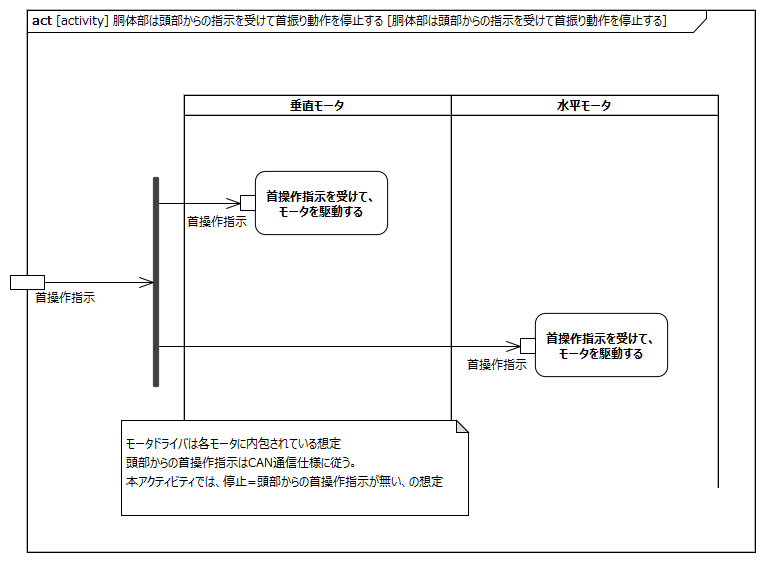 act [activity] 胴体部は頭部からの指示を受けて首振り動作を停止する [胴体部は頭部からの指示を受けて首振り動作を停止する]
垂直モータ
水平モータ
首操作指示を受けて、
モータを駆動する
首操作指示
首操作指示
首操作指示を受けて、
モータを駆動する
首操作指示
モータドライバは各モータに内包されている想定
頭部からの首操作指示はCAN通信仕様に従う。
本アクティビティでは、停止=頭部からの首操作指示が無い、の想定